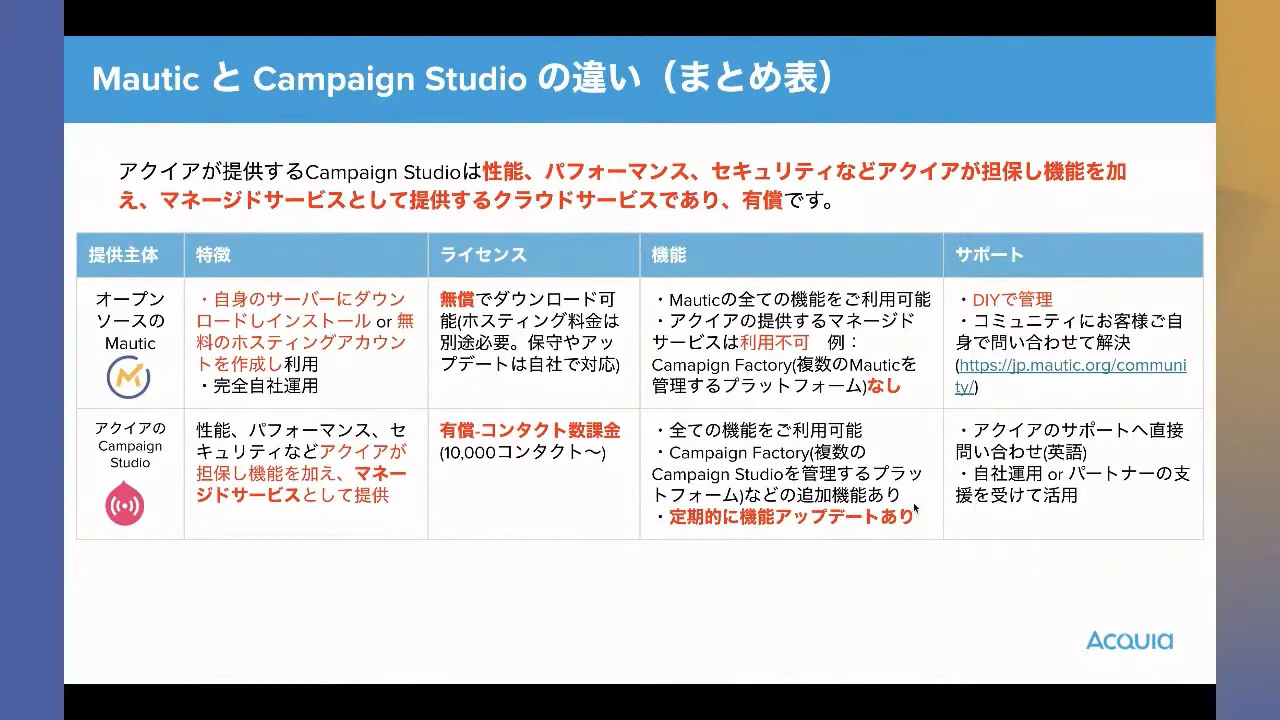 Mautic と Campaign Studio の違い（まとめ表）
アクイアが提供するCampaign Studioは性能、パフォーマンス、セキュリティなどアクイアが担保し機能を加
え、マネージドサービスとして提供するクラウドサービスであり、有償です。
提供主体
特徴
ライセンス
機能
サポート
オープン
ソースの
Mautic
・自身のサーバーにダウン
ロードしインストール or 無
料のホスティングアカウン
トを作成し利用
・完全自社運用
無償でダウンロード可
能(ホスティング料金は
別途必要。保守やアッ
プデートは自社で対応)
・Mauticの全ての機能をご利用可能
・アクイアの提供するマネージド
サービスは利用不可　例：
Camapign Factory(複数のMauticを
管理するプラットフォーム)なし
・DIYで管理
・コミュニティにお客様ご自
身で問い合わせて解決
(https://jp.mautic.org/communi
ty/)
アクイアの
Campaign
Studio
性能、パフォーマンス、セ
キュリティなどアクイアが
担保し機能を加え、マネー
ジドサービスとして提供
有償-コンタクト数課金
(10,000コンタクト〜)
・全ての機能をご利用可能
・Campaign Factory(複数の
Campaign Studioを管理するプラッ
トフォーム)などの追加機能あり
・定期的に機能アップデートあり
・アクイアのサポートへ直接
問い合わせ(英語)
・自社運用 or パートナーの支
援を受けて活用
Acquia